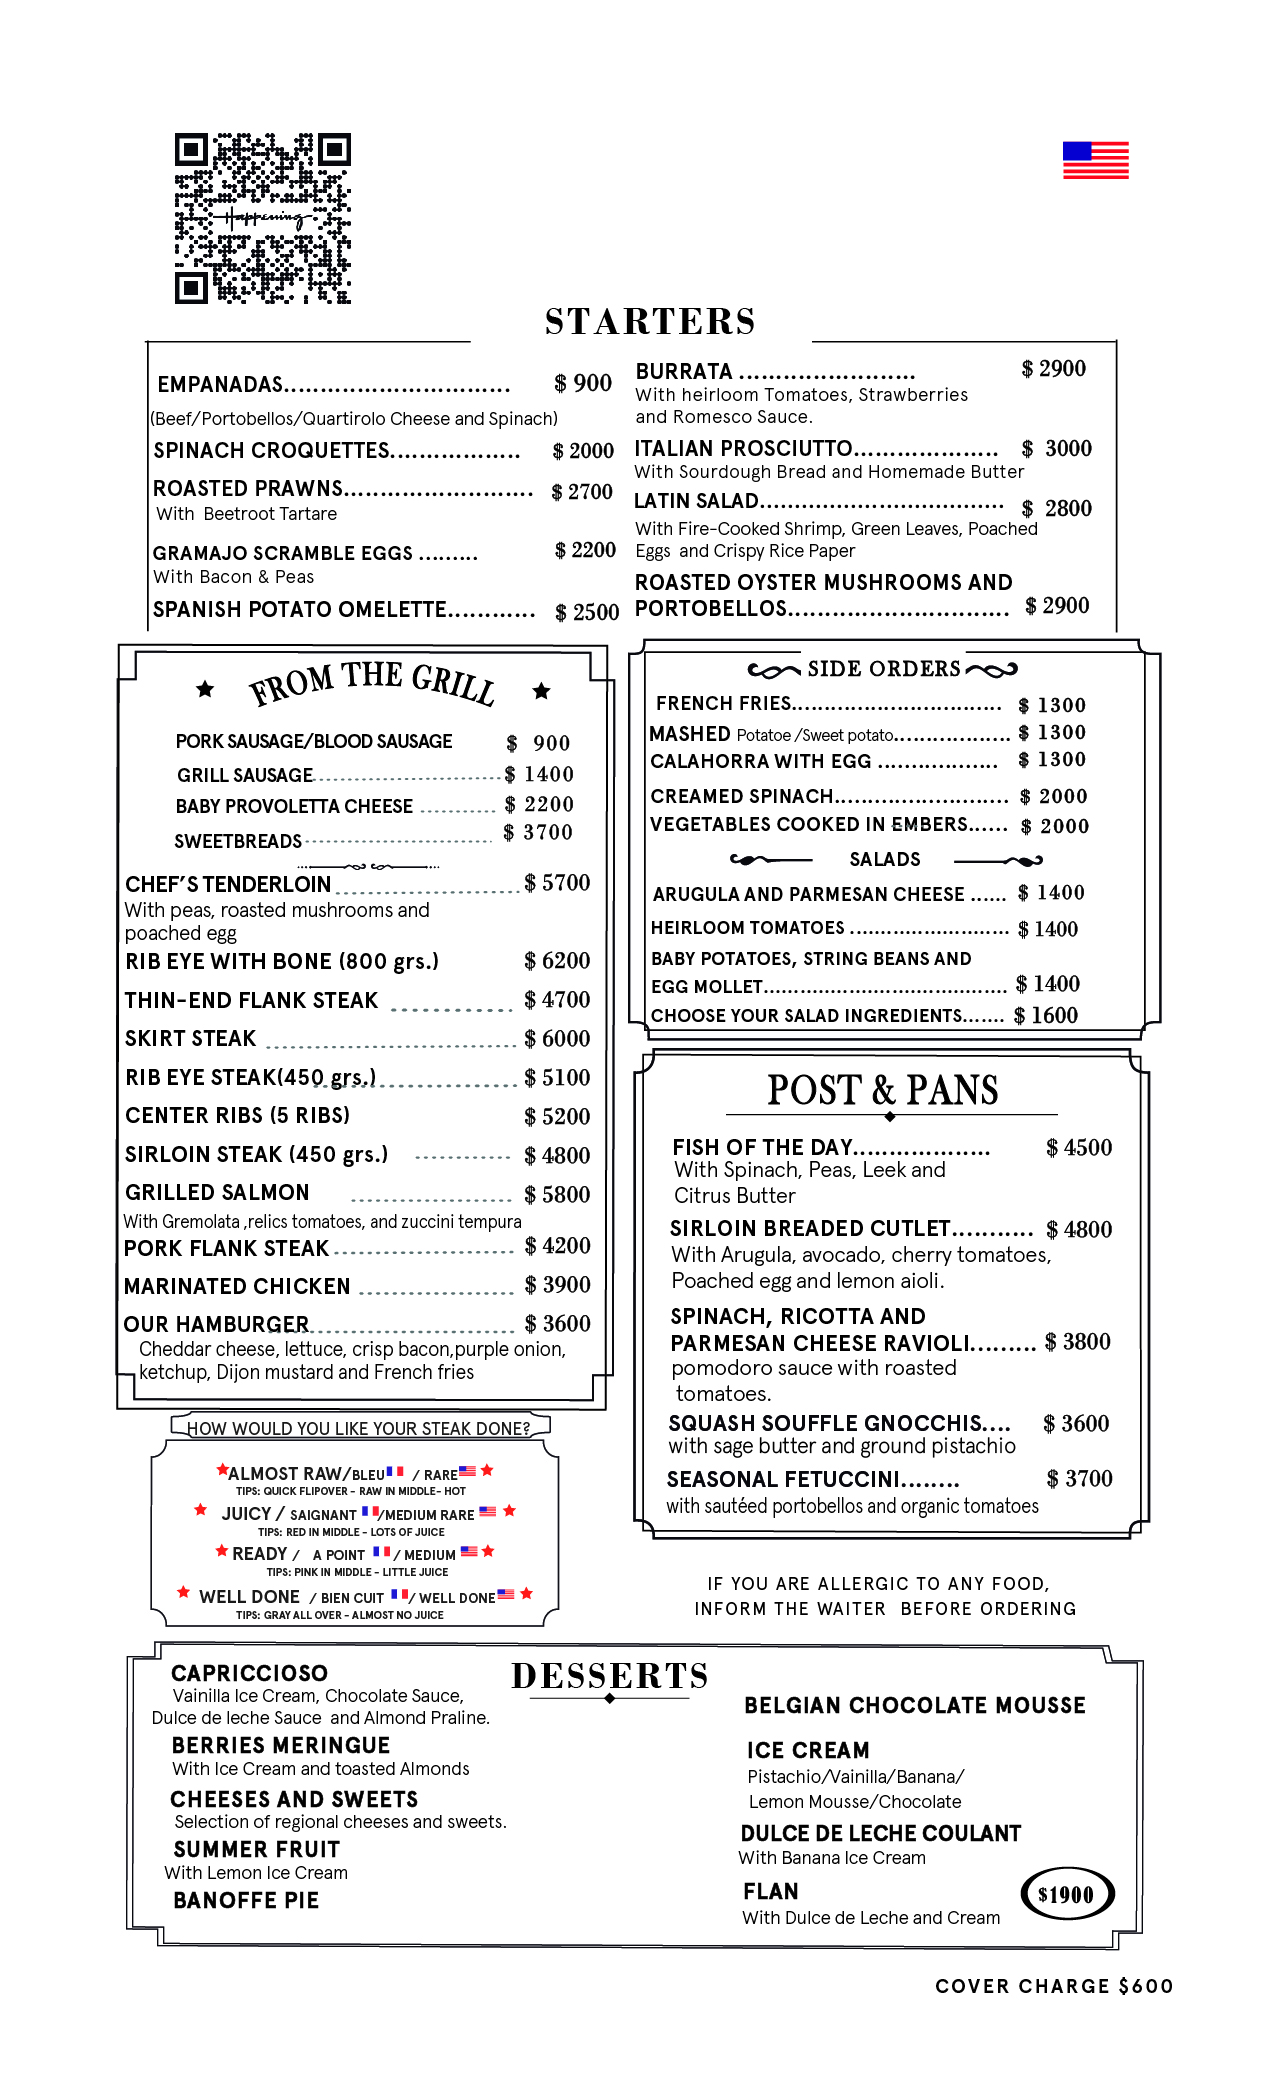 Happening
STARTERS
EMPANADAS............................... $ 900
(Beef/Portobellos/Quartirolo Cheese and Spinach)
SPINACH CROQUETTES.................. $ 2000
ROASTED PRAWNS.......................... $ 2700
With Beetroot Tartare
GRAMAJO SCRAMBLE EGGS ......... $ 2200
With Bacon & Peas
SPANISH POTATO OMELETTE............ $ 2500
BURRATA ........................ $ 2900
With heirloom Tomatoes, Strawberries
and Romesco Sauce.
ITALIAN PROSCIUTTO.................... $ 3000
With Sourdough Bread and Homemade Butter
LATIN SALAD................................... $ 2800
With Fire-Cooked Shrimp, Green Leaves, Poached
Eggs and Crispy Rice Paper
ROASTED OYSTER MUSHROOMS AND
PORTOBELLOS.............................. $ 2900
FROM THE GRILL
PORK SAUSAGE/BLOOD SAUSAGE $ 900
GRILL SAUSAGE.............................. $ 1400
BABY PROVOLETTA CHEESE ............ $ 2200
SWEETBREADS .............................. $ 3700
CHEF'S TENDERLOIN ........................ $ 5700
With peas, roasted mushrooms and
poached egg
RIB EYE WITH BONE (800 grs.) $ 6200
THIN-END FLANK STEAK ................ $ 4700
SKIRT STEAK ................................ $ 6000
RIB EYE STEAK(450 grs.)........................ $ 5100
CENTER RIBS (5 RIBS) $ 5200
SIRLOIN STEAK (450 grs.) ............ $ 4800
GRILLED SALMON .................... $ 5800
With Gremolata ,relics tomatoes, and zuccini tempura
PORK FLANK STEAK ...................... $ 4200
MARINATED CHICKEN .................... $ 3900
OUR HAMBURGER.............................. $ 3600
Cheddar cheese, lettuce, crisp bacon,purple onion,
ketchup, Dijon mustard and French fries
SIDE ORDERS
FRENCH FRIES............................... $ 1300
MASHED Potatoe /Sweet potato.................. $ 1300
CALAHORRA WITH EGG .................. $ 1300
CREAMED SPINACH.......................... $ 2000
VEGETABLES COOKED IN EMBERS...... $ 2000
SALADS
ARUGULA AND PARMESAN CHEESE ...... $ 1400
HEIRLOOM TOMATOES .......................... $ 1400
BABY POTATOES, STRING BEANS AND
EGG MOLLET...................................... $ 1400
CHOOSE YOUR SALAD INGREDIENTS....... $ 1600
POST & PANS
FISH OF THE DAY................... $ 4500
With Spinach, Peas, Leek and
Citrus Butter
SIRLOIN BREADED CUTLET........... $ 4800
With Arugula, avocado, cherry tomatoes,
Poached egg and lemon aioli.
SPINACH, RICOTTA AND
PARMESAN CHEESE RAVIOLI......... $ 3800
pomodoro sauce with roasted
tomatoes.
SQUASH SOUFFLE GNOCCHIS.... $ 3600
with sage butter and ground pistachio
SEASONAL FETUCCINI........ $ 3700
with sautéed portobellos and organic tomatoes
HOW WOULD YOU LIKE YOUR STEAK DONE?
ALMOST RAW/BLEU / RARE
TIPS: QUICK FLIPOVER - RAW IN MIDDLE- HOT
JUICY / SAIGNANT /MEDIUM RARE
TIPS: RED IN MIDDLE - LOTS OF JUICE
READY / A POINT / MEDIUM
TIPS: PINK IN MIDDLE - LITTLE JUICE
WELL DONE / BIEN CUIT / WELL DONE
TIPS: GRAY ALL OVER - ALMOST NO JUICE
IF YOU ARE ALLERGIC TO ANY FOOD,
INFORM THE WAITER BEFORE ORDERING
DESSERTS
CAPRICCIOSO
Vainilla Ice Cream, Chocolate Sauce,
Dulce de leche Sauce and Almond Praline.
BERRIES MERINGUE
With Ice Cream and toasted Almonds
CHEESES AND SWEETS
Selection of regional cheeses and sweets.
SUMMER FRUIT
With Lemon Ice Cream
BANOFFE PIE
BELGIAN CHOCOLATE MOUSSE
ICE CREAM
Pistachio/Vainilla/Banana/
Lemon Mousse/Chocolate
DULCE DE LECHE COULANT
With Banana Ice Cream
FLAN
With Dulce de Leche and Cream
$1900
COVER CHARGE $600